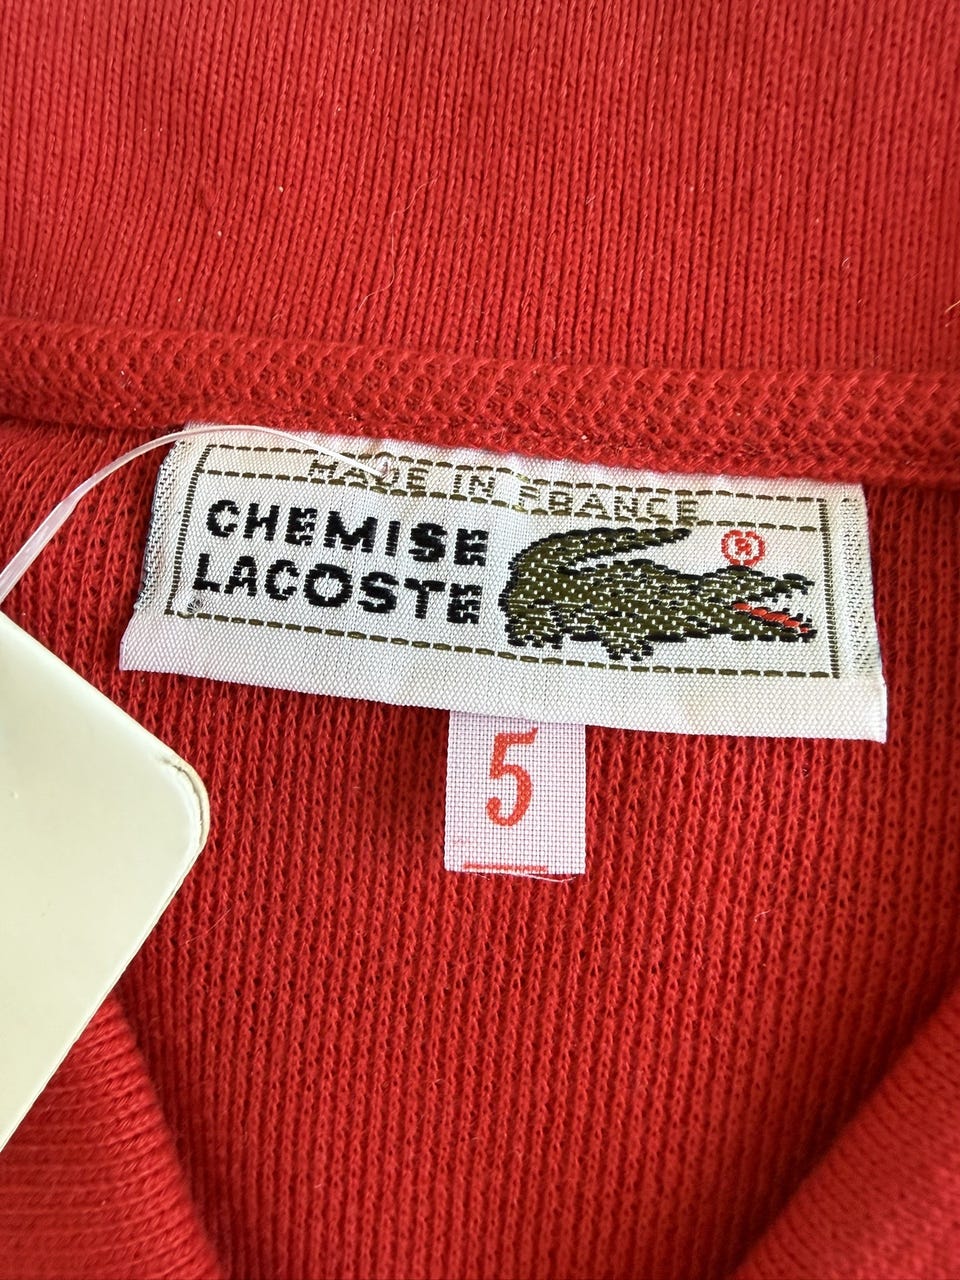 MADE IN FRANCE
CHEMISE
LACOSTE
®
5